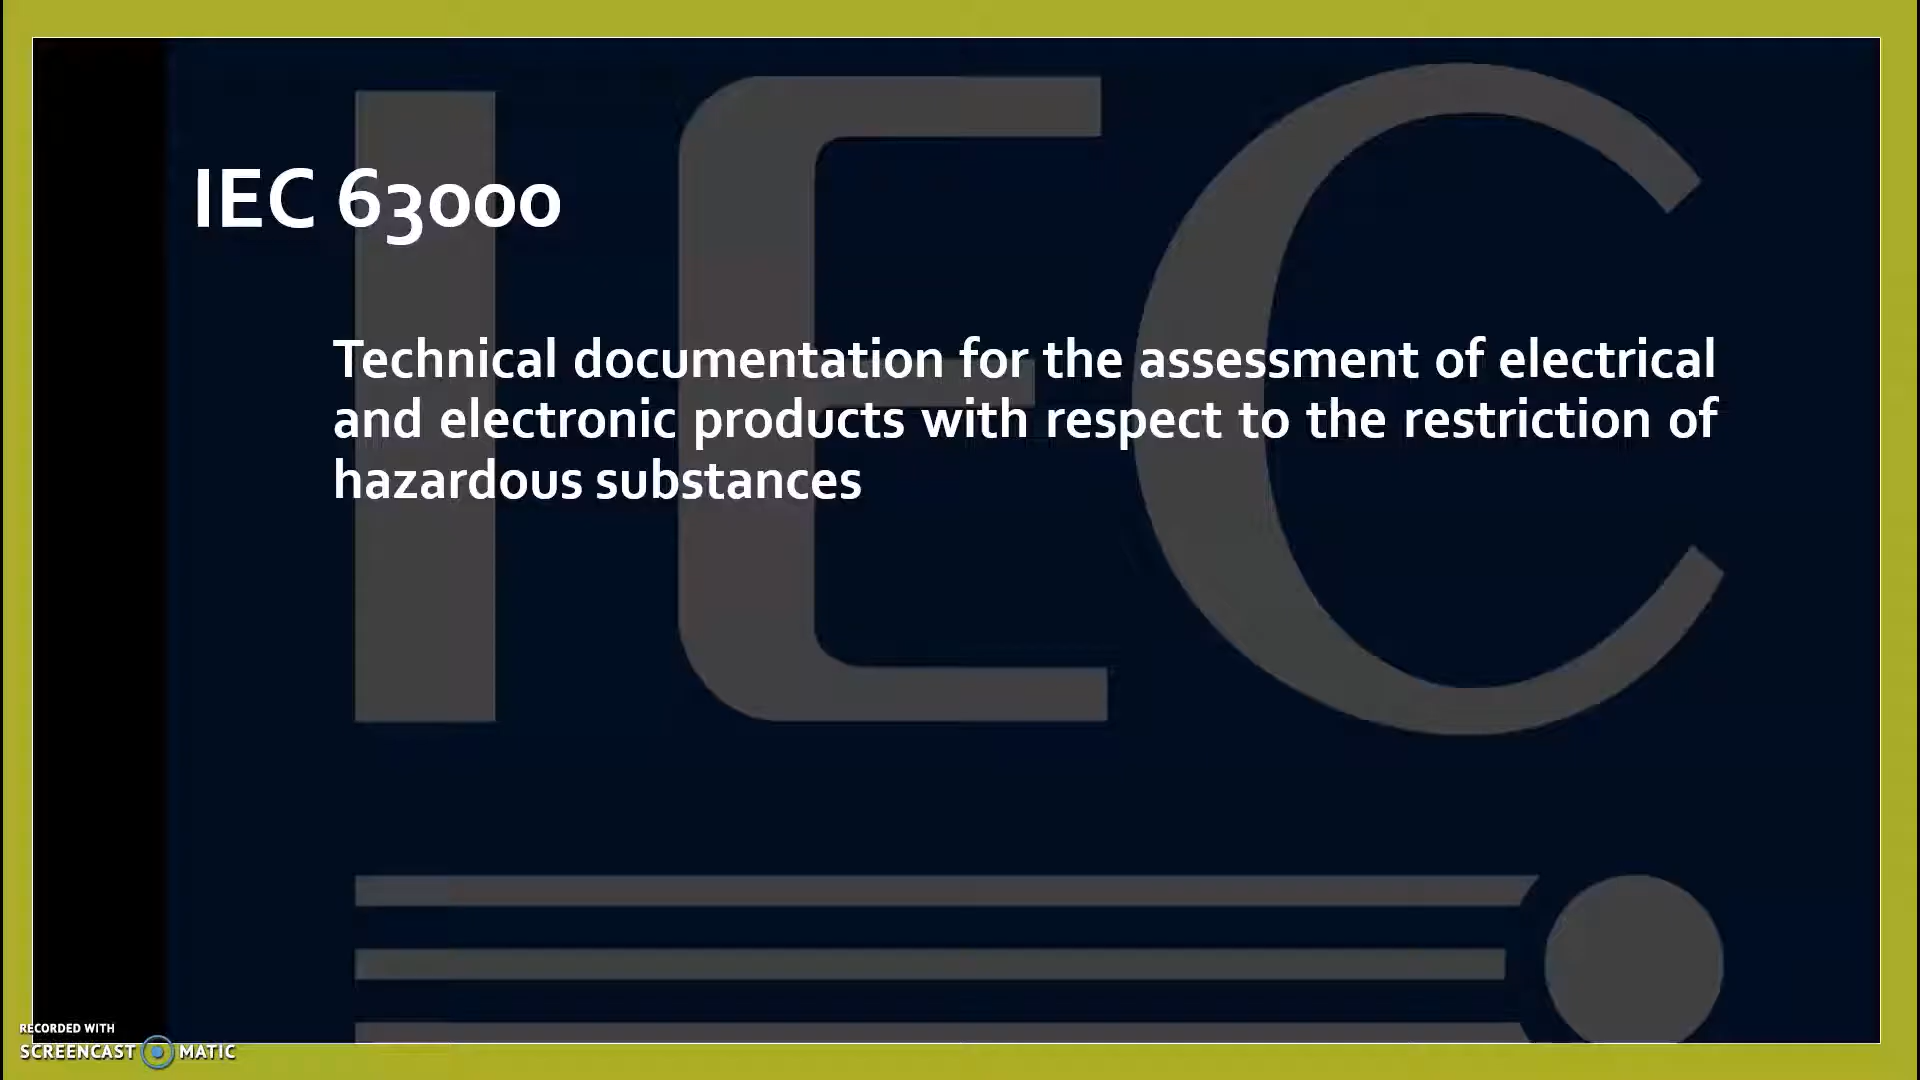 IEC
IEC 63000
Technical documentation for the assessment of electrical
and electronic products with respect to the restriction of
hazardous substances
RECORDED WITH
SCREENCAST MATIC